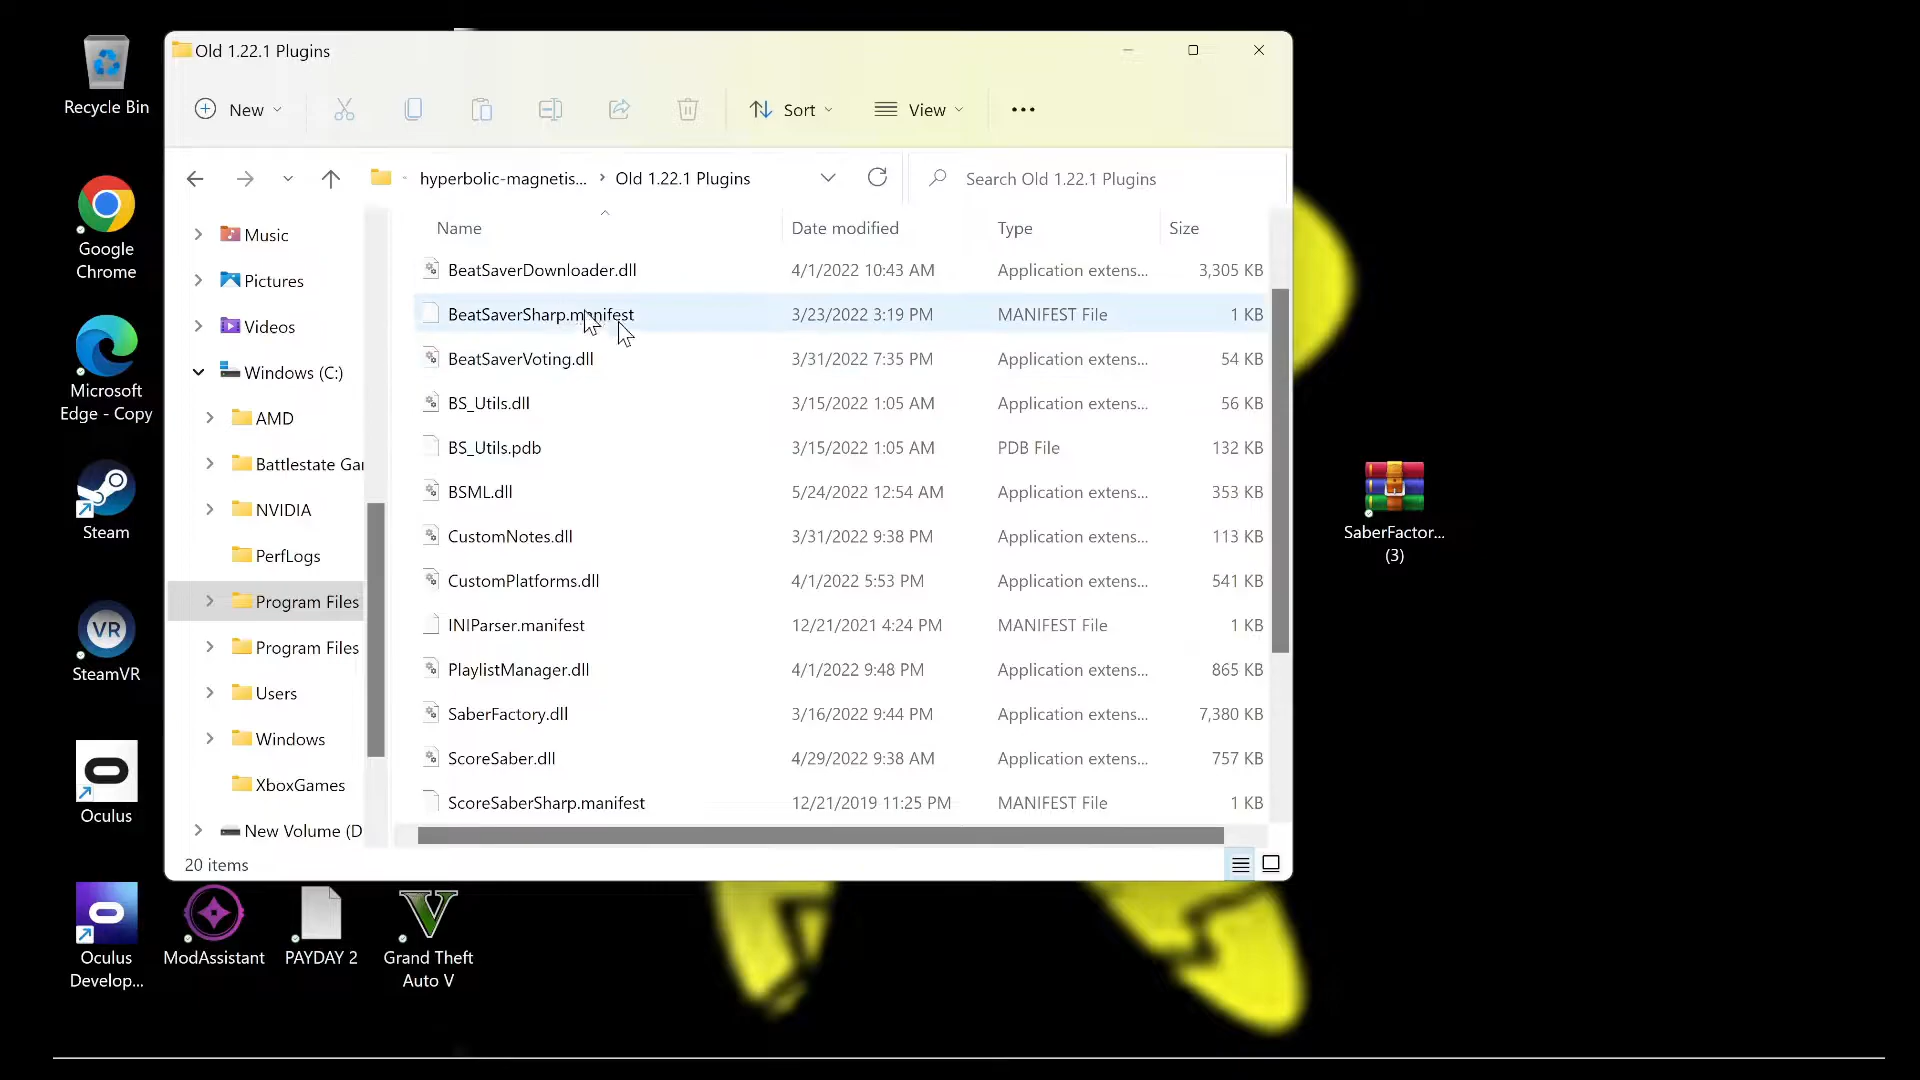 Old 1.22.1 Plugins
New
Sort
View
hyperbolic-magnetis... > Old 1.22.1 Plugins
Search Old 1.22.1 Plugins
Name Date modified Type Size
BeatSaverDownloader.dll 4/1/2022 10:43 AM Application extens... 3,305 KB
BeatSaverSharp.manifest 3/23/2022 3:19 PM MANIFEST File 1 KB
BeatSaverVoting.dll 3/31/2022 7:35 PM Application extens... 54 KB
BS_Utils.dll 3/15/2022 1:05 AM Application extens... 56 KB
BS_Utils.pdb 3/15/2022 1:05 AM PDB File 132 KB
BSML.dll 5/24/2022 12:54 AM Application extens... 353 KB
CustomNotes.dll 3/31/2022 9:38 PM Application extens... 113 KB
CustomPlatforms.dll 4/1/2022 5:53 PM Application extens... 541 KB
INIParser.manifest 12/21/2021 4:24 PM MANIFEST File 1 KB
PlaylistManager.dll 4/1/2022 9:48 PM Application extens... 865 KB
SaberFactory.dll 3/16/2022 9:44 PM Application extens... 7,380 KB
ScoreSaber.dll 4/29/2022 9:38 AM Application extens... 757 KB
ScoreSaberSharp.manifest 12/21/2019 11:25 PM MANIFEST File 1 KB
Music
Pictures
Videos
Windows (C:)
AMD
Battlestate Gar
NVIDIA
PerfLogs
Program Files
Program Files
Users
Windows
XboxGames
New Volume (D
20 items
Recycle Bin
Google
Chrome
Microsoft
Edge - Copy
Steam
VR
SteamVR
Oculus
Oculus
Develop...
ModAssistant
PAYDAY 2
V
Grand Theft
Auto V
SaberFactor...
(3)